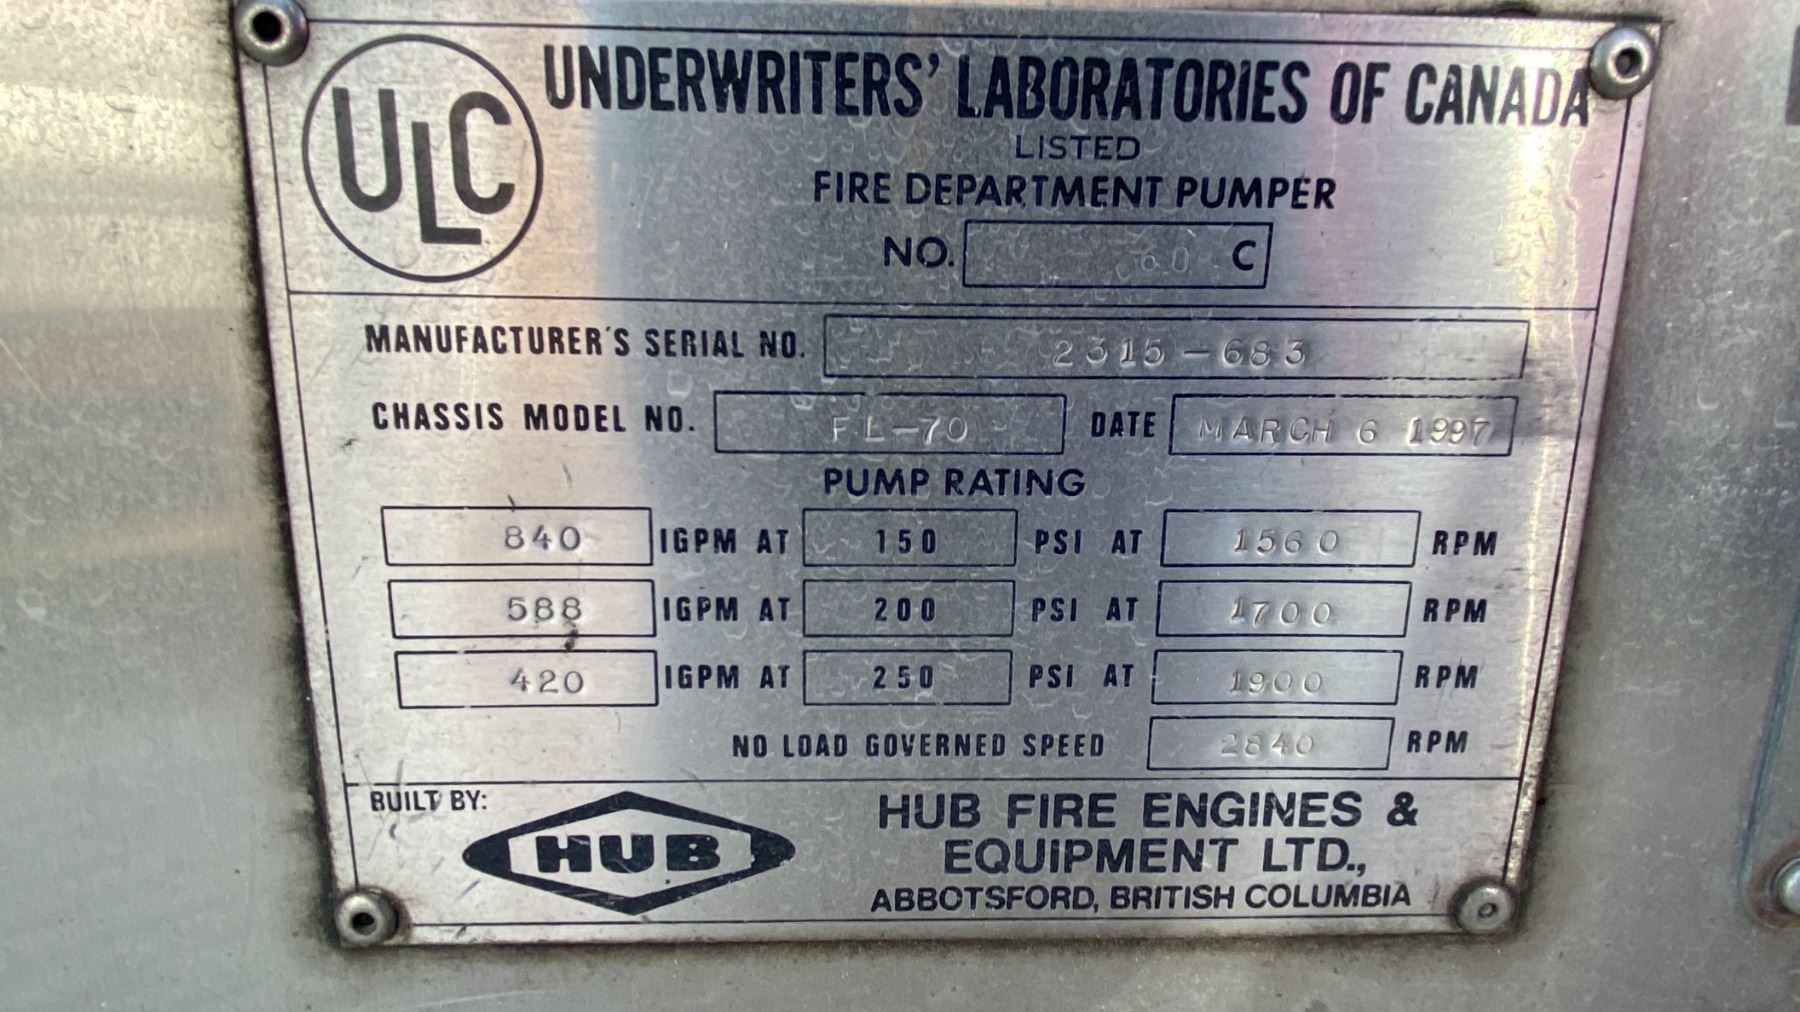 ULC
UNDERWRITERS' LABORATORIES OF CANADA
LISTED
FIRE DEPARTMENT PUMPER
NO. 60 C
MANUFACTURER'S SERIAL NO. 2315-683
CHASSIS MODEL NO. FL-70 DATE MARCH 6 1997
PUMP RATING
840 IGPM AT 150 PSI AT 1560 RPM
588 IGPM AT 200 PSI AT 1700 RPM
420 IGPM AT 250 PSI AT 1900 RPM
NO LOAD GOVERNED SPEED 2840 RPM
BUILT BY:
HUB
HUB FIRE ENGINES &
EQUIPMENT LTD.,
ABBOTSFORD, BRITISH COLUMBIA